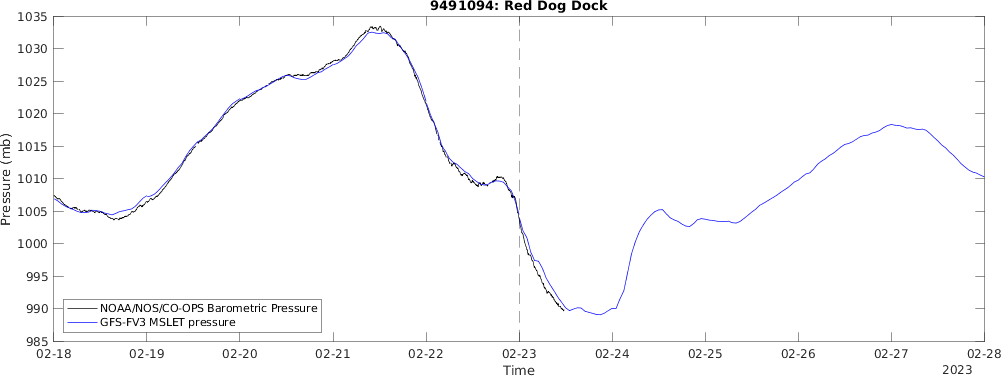 9491094: Red Dog Dock
1035
1030
1025
1020
1015
1010
1005
1000
995
990
985
Pressure (mb)
NOAA/NOS/CO-OPS Barometric Pressure
GFS-FV3 MSLET pressure
02-18 02-19 02-20 02-21 02-22 02-23 02-24 02-25 02-26 02-27 02-28
Time
2023